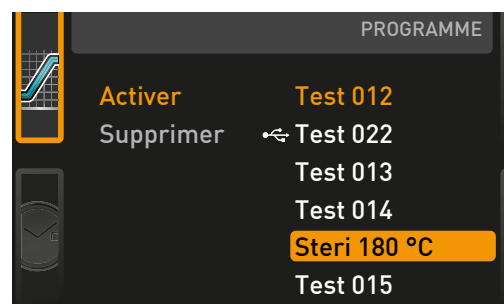 PROGRAMME
Activer Test 012
Supprimer Test 022
Test 013
Test 014
Steri 180 °C
Test 015